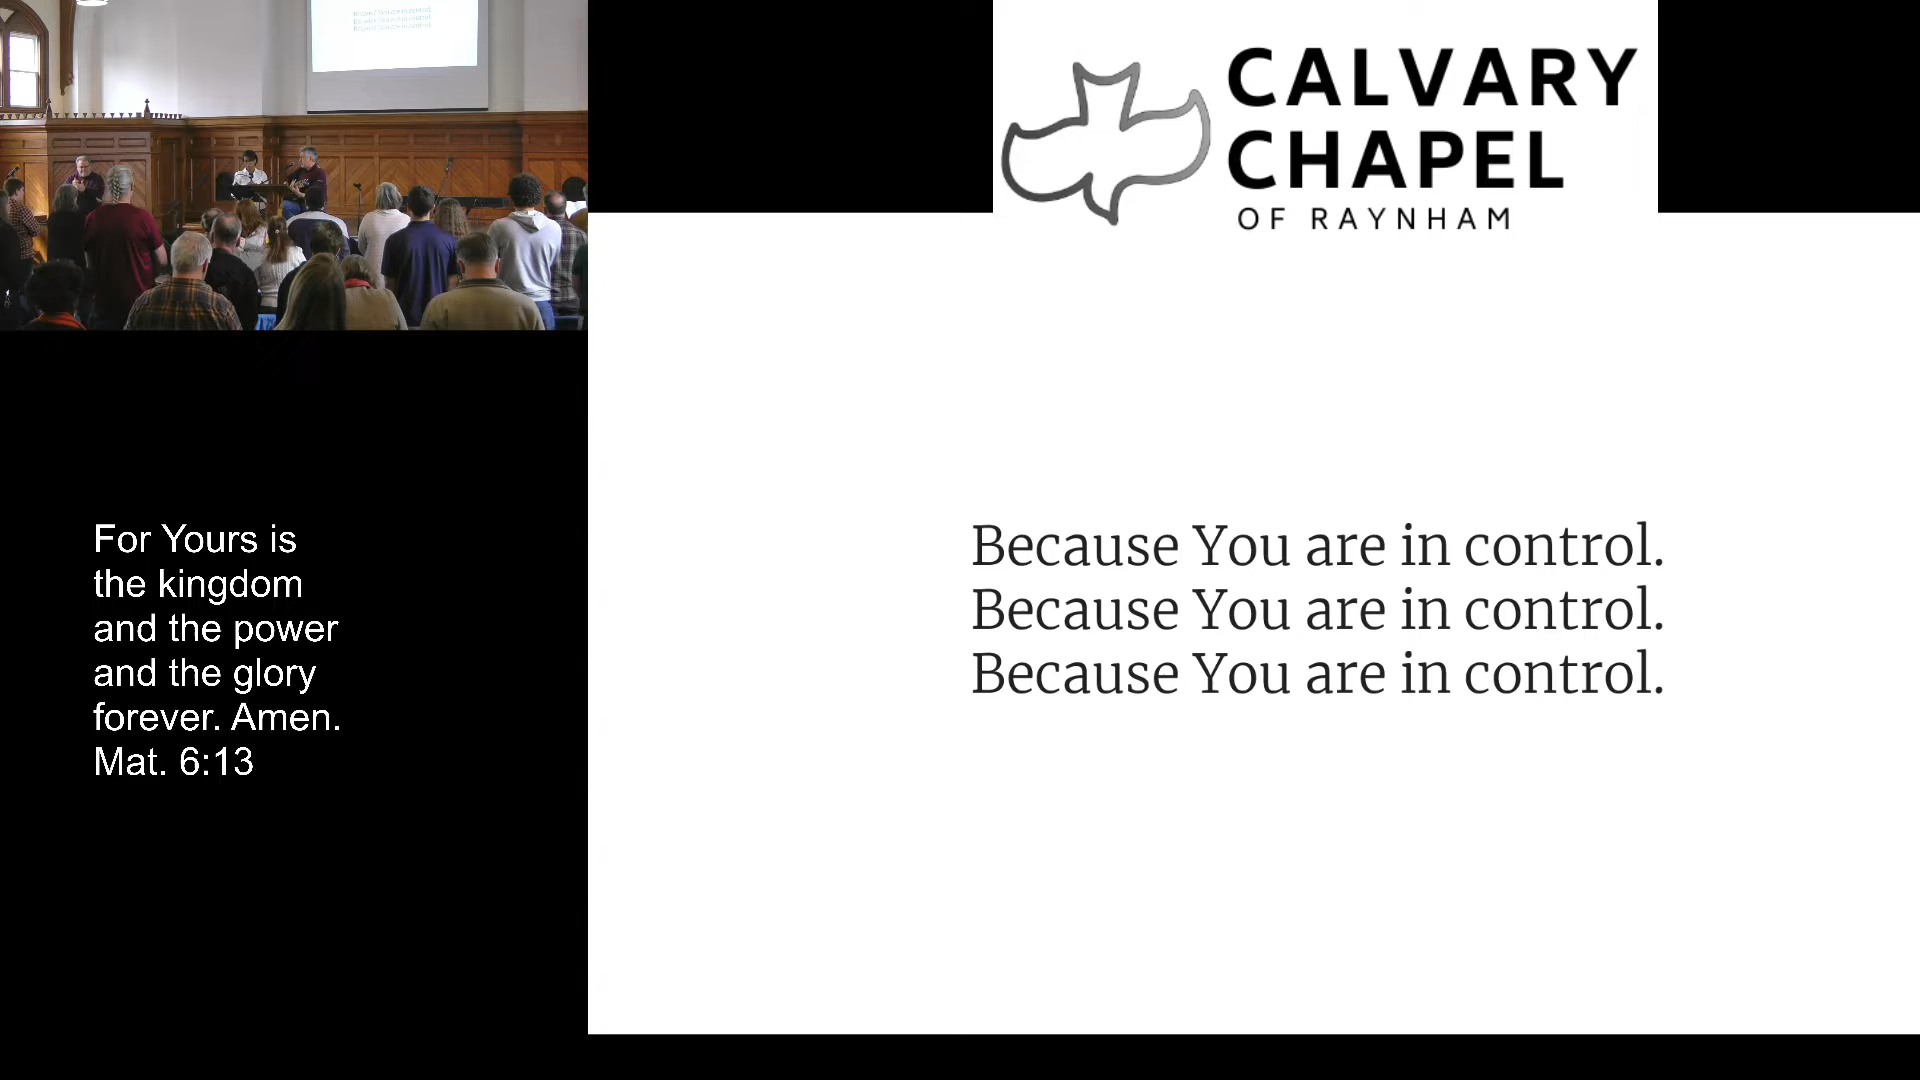 CALVARY
CHAPEL
OF RAYNHAM
For Yours is
the kingdom
and the power
and the glory
forever. Amen.
Mat. 6:13
Because You are in control.
Because You are in control.
Because You are in control.